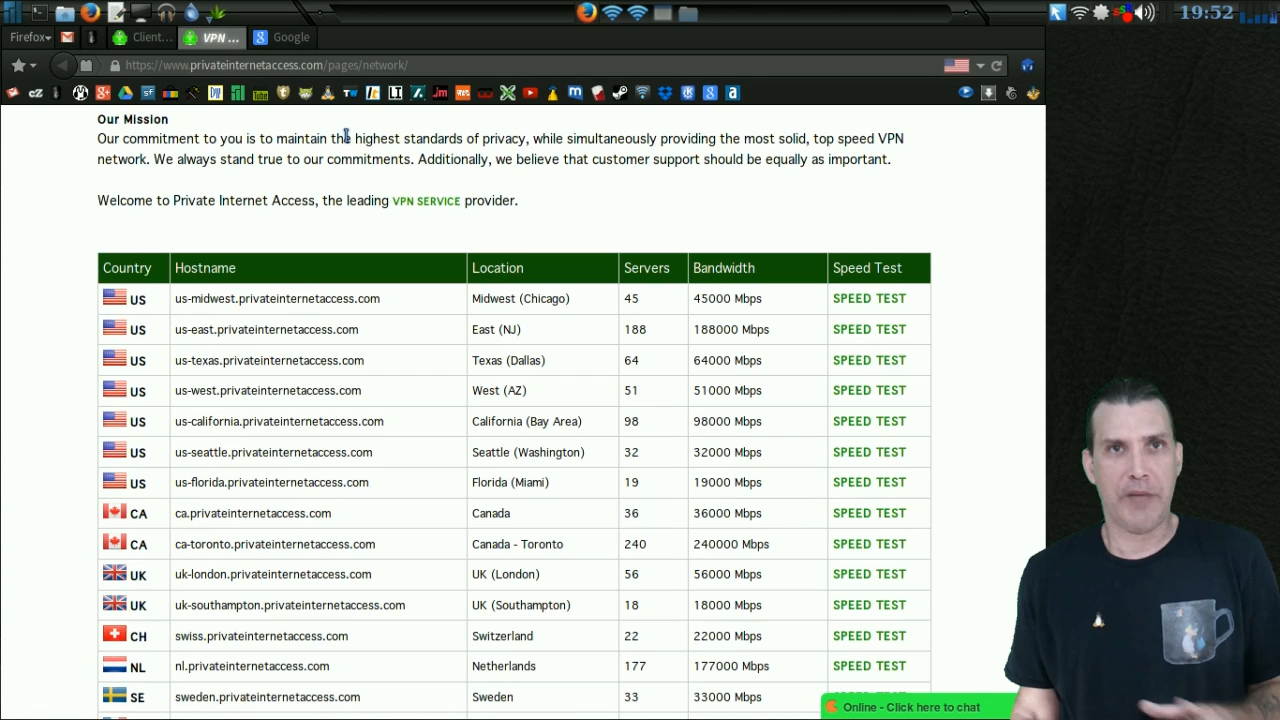 19:52
Firefox
Client...
VPN ...
Google
https://www.privateinternetaccess.com/pages/network/
Our Mission
Our commitment to you is to maintain the highest standards of privacy, while simultaneously providing the most solid, top speed VPN
network. We always stand true to our commitments. Additionally, we believe that customer support should be equally as important.
Welcome to Private Internet Access, the leading VPN SERVICE provider.
Country Hostname Location Servers Bandwidth Speed Test
US us-midwest.privateinternetaccess.com Midwest (Chicago) 45 45000 Mbps SPEED TEST
US us-east.privateinternetaccess.com East (NJ) 188 188000 Mbps SPEED TEST
US us-texas.privateinternetaccess.com Texas (Dallas) 64 64000 Mbps SPEED TEST
US us-west.privateinternetaccess.com West (AZ) 51 51000 Mbps SPEED TEST
US us-california.privateinternetaccess.com California (Bay Area) 98 98000 Mbps SPEED TEST
US us-seattle.privateinternetaccess.com Seattle (Washington) 32 32000 Mbps SPEED TEST
US us-florida.privateinternetaccess.com Florida (Miami) 19 19000 Mbps SPEED TEST
CA ca.privateinternetaccess.com Canada 36 36000 Mbps SPEED TEST
CA ca-toronto.privateinternetaccess.com Canada - Toronto 240 240000 Mbps SPEED TEST
UK uk-london.privateinternetaccess.com UK (London) 56 56000 Mbps SPEED TEST
UK uk-southampton.privateinternetaccess.com UK (Southampton) 18 18000 Mbps SPEED TEST
CH swiss.privateinternetaccess.com Switzerland 22 22000 Mbps SPEED TEST
NL nl.privateinternetaccess.com Netherlands 177 177000 Mbps SPEED TEST
SE sweden.privateinternetaccess.com Sweden 33 33000 Mbps SPEED TEST
Online - Click here to chat